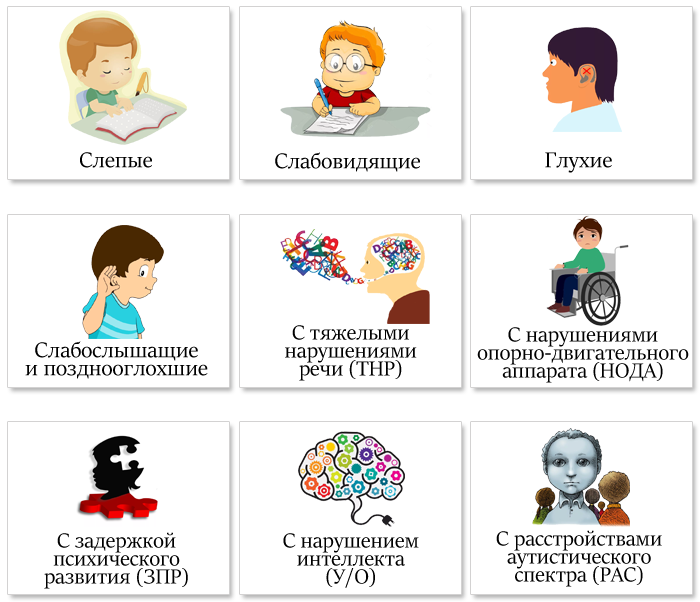 Слепые
Слабовидящие
Глухие
Слабослышащие
и позднооглохшие
С тяжелыми
нарушениями
речи (ТНР)
С нарушениями
опорно-двигательного
аппарата (НОДА)
С задержкой
психического
развития (ЗПР)
С нарушением
интеллекта
(У/О)
С расстройствами
аутистического
спектра (РАС)